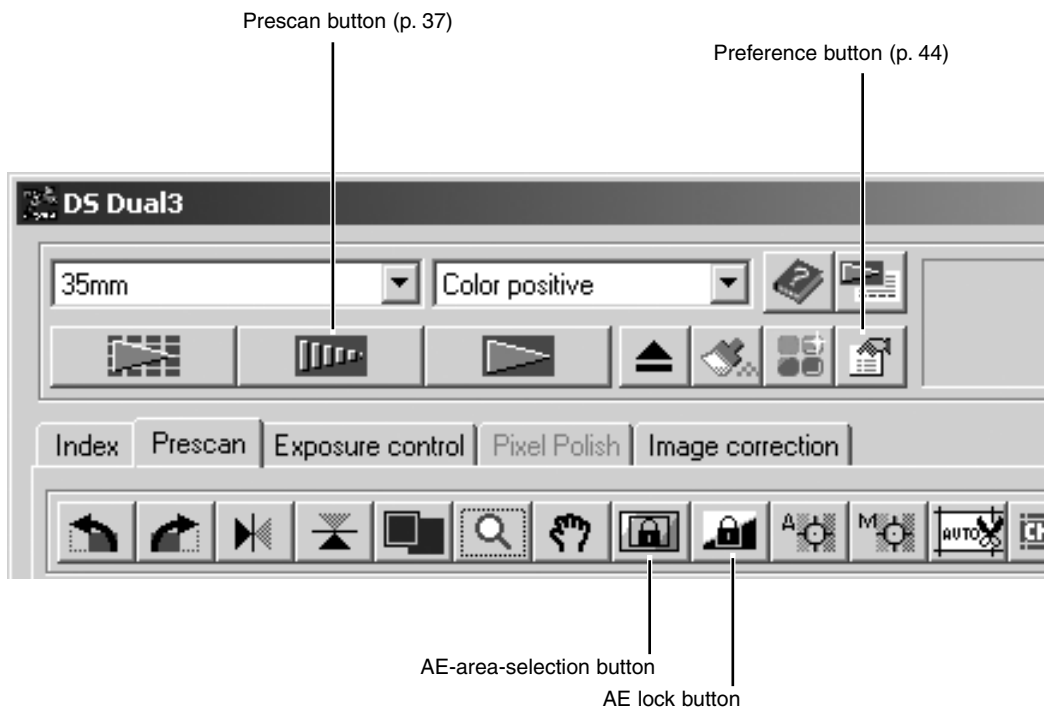 Prescan button (p. 37)
Preference button (p. 44)
DS Dual3
35mm
Color positive
?
Index
Prescan
Exposure control
Pixel Polish
Image correction
A
M
AUTO
AE-area-selection button
AE lock button